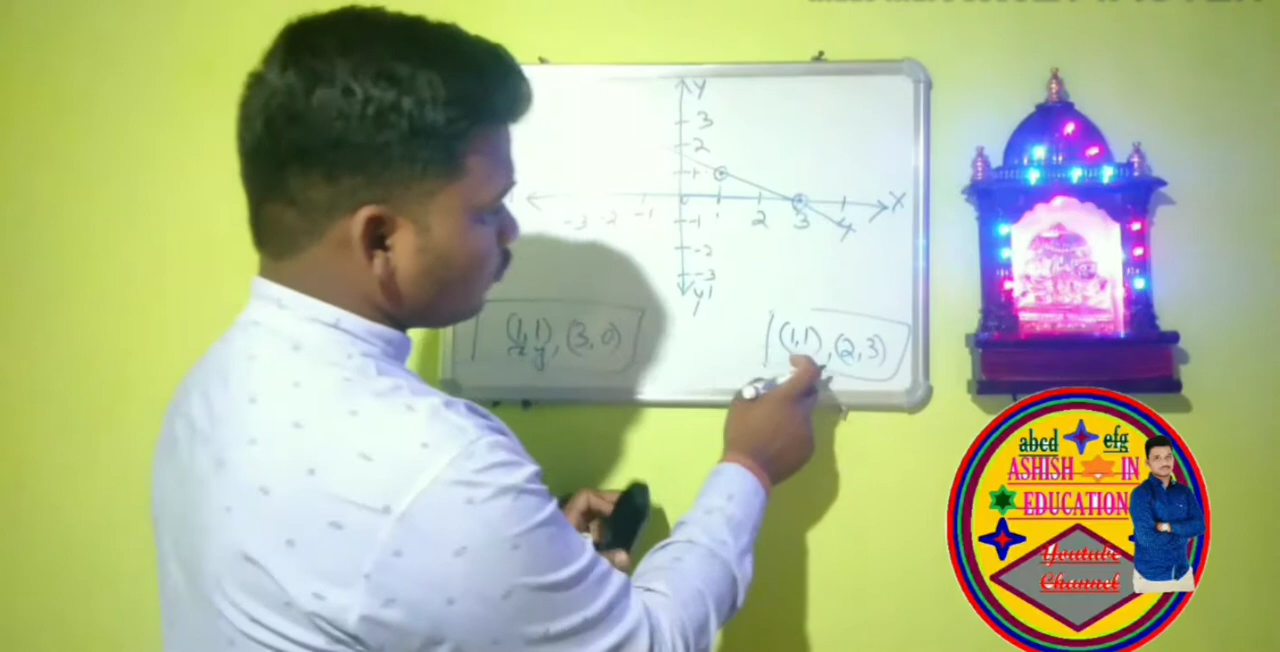 Y
3
2
1
-3 -2 -1 0 1 2 3 4 X
-1
-2
-3
Y'
(1,1), (3,0)
x y
(1,1), (2,3)
abcd efg
ASHISH IN
EDUCATION
Youtube
Channel